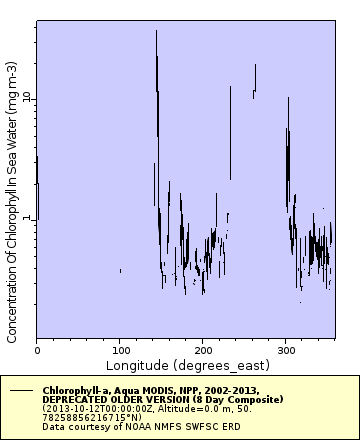 Concentration Of Chlorophyll In Sea Water (mg m-3)
10
1
0
100
200
300
Longitude (degrees_east)
Chlorophyll-a, Aqua MODIS, NPP, 2002-2013,
DEPRECATED OLDER VERSION (8 Day Composite)
(2013-10-12T00:00:00Z, Altitude=0.0 m, 50.
78258856216715°N)
Data courtesy of NOAA NMFS SWFSC ERD